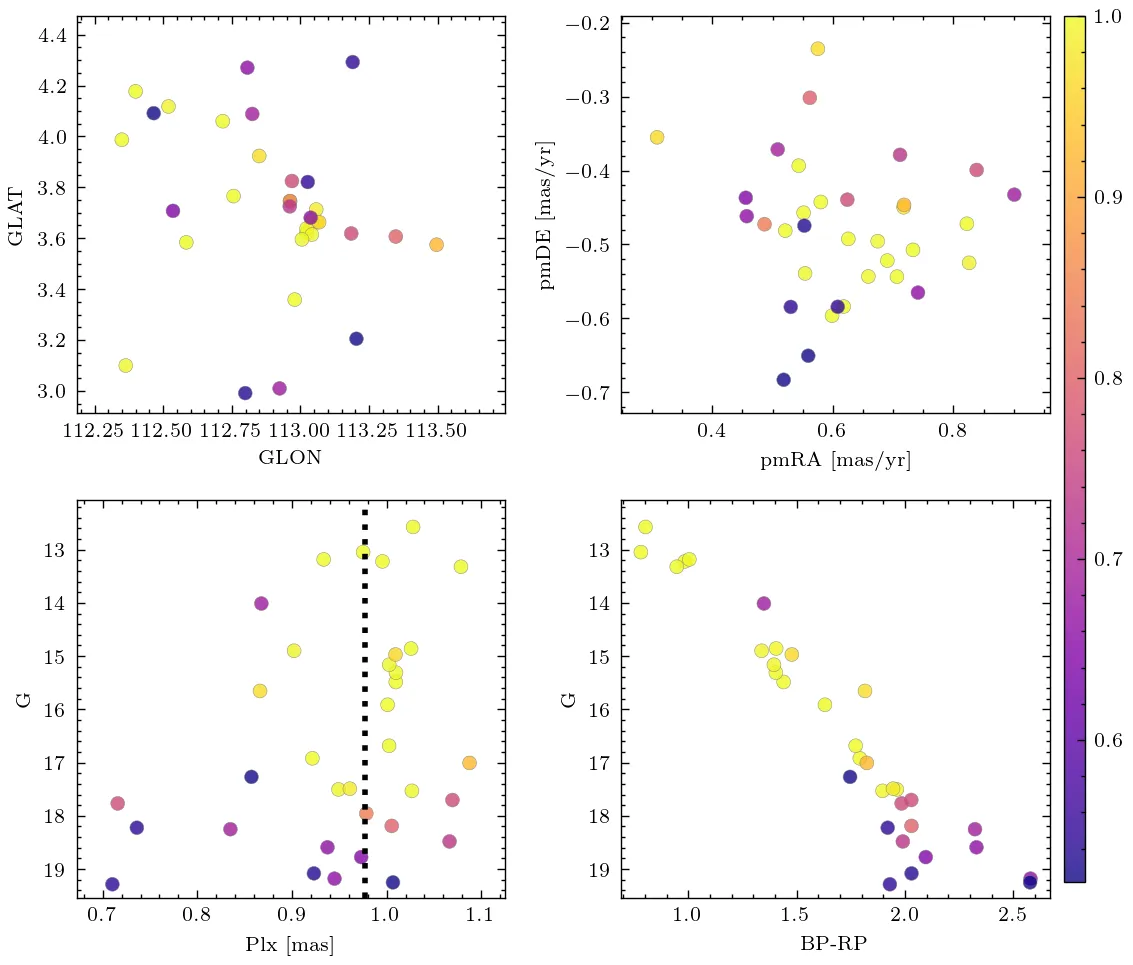 4.4
4.2
4.0
3.8
3.6
3.4
3.2
3.0
GLAT
112.25 112.50 112.75 113.00 113.25 113.50
GLON
−0.2
−0.3
−0.4
−0.5
−0.6
−0.7
pmDE [mas/yr]
0.4 0.6 0.8
pmRA [mas/yr]
1.0
0.9
0.8
0.7
0.6
13
14
15
16
17
18
19
G
0.7 0.8 0.9 1.0 1.1
Plx [mas]
13
14
15
16
17
18
19
G
1.0 1.5 2.0 2.5
BP-RP